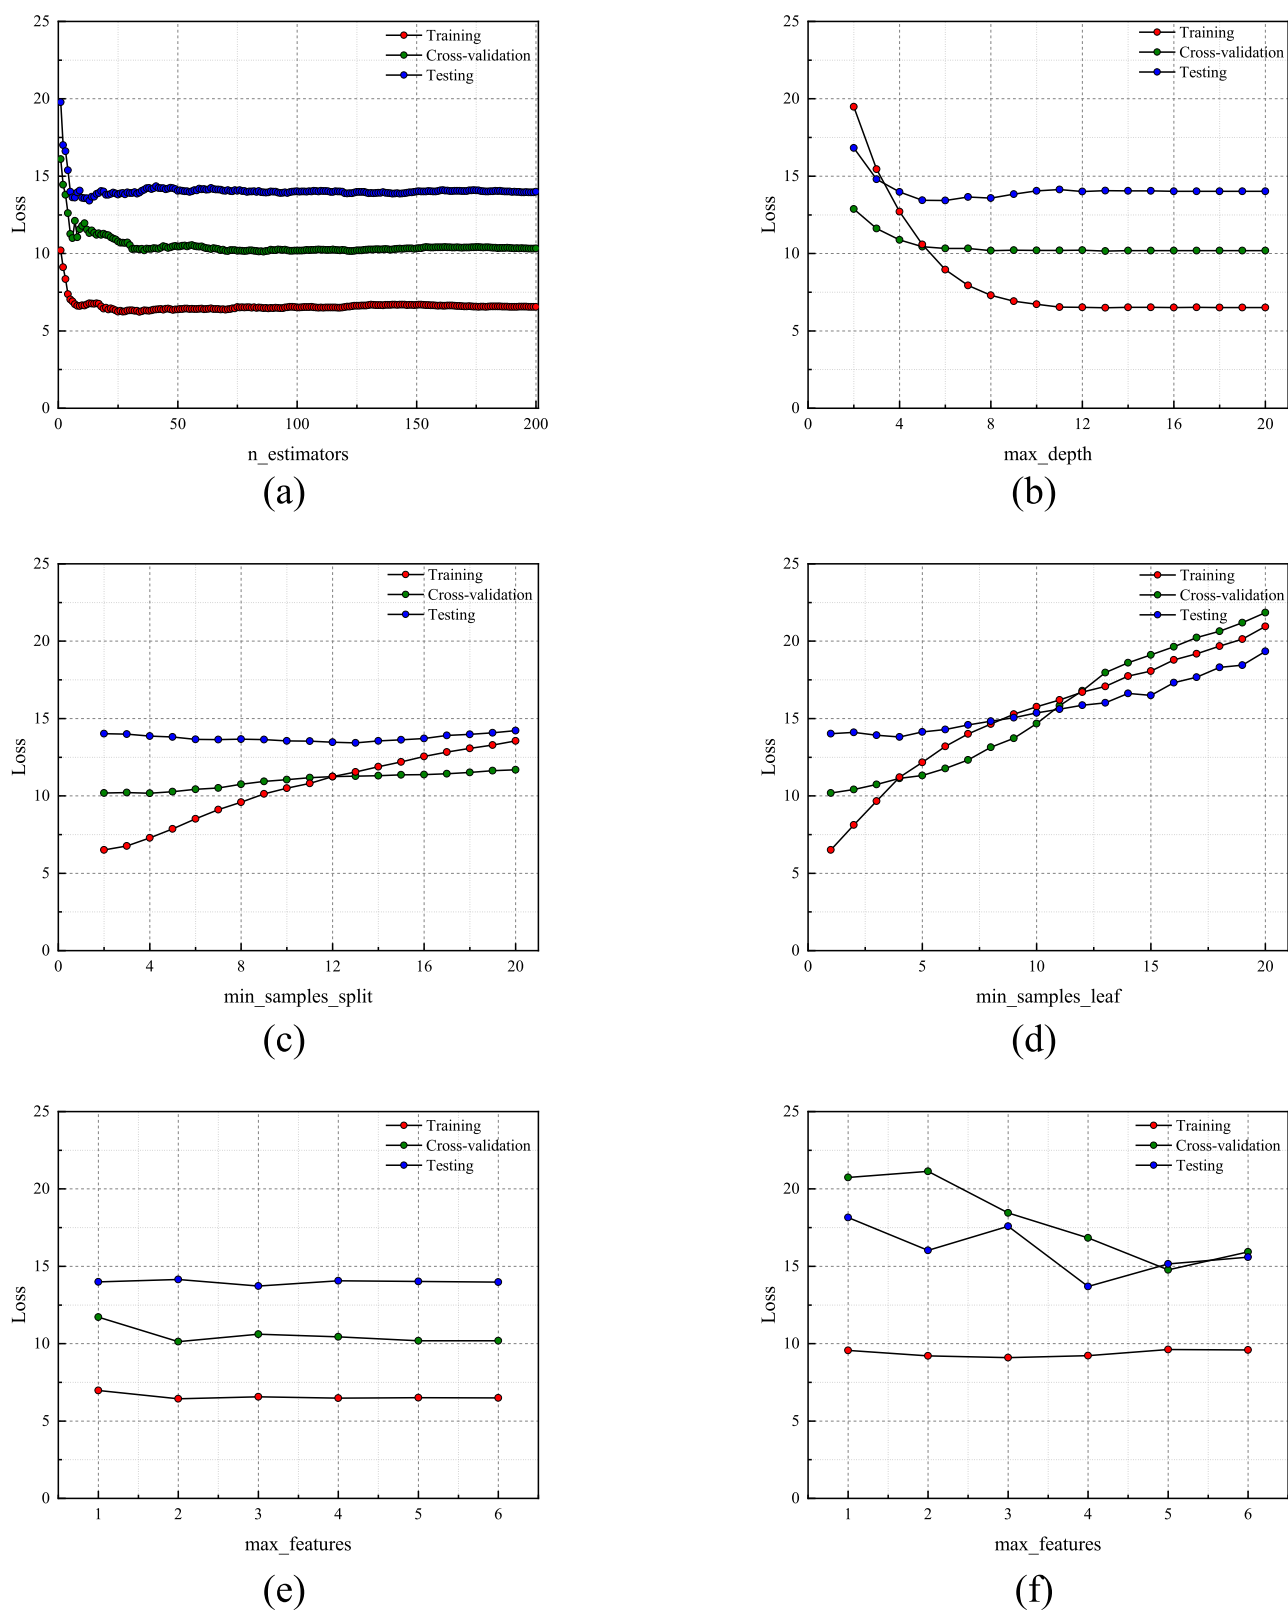 25
20
15
10
5
0
Loss
Training
Cross-validation
Testing
0 50 100 150 200
n_estimators
(a)
25
20
15
10
5
0
Loss
Training
Cross-validation
Testing
0 4 8 12 16 20
max_depth
(b)
25
20
15
10
5
0
Loss
Training
Cross-validation
Testing
0 4 8 12 16 20
min_samples_split
(c)
25
20
15
10
5
0
Loss
Training
Cross-validation
Testing
0 5 10 15 20
min_samples_leaf
(d)
25
20
15
10
5
0
Loss
Training
Cross-validation
Testing
1 2 3 4 5 6
max_features
(e)
25
20
15
10
5
0
Loss
Training
Cross-validation
Testing
1 2 3 4 5 6
max_features
(f)